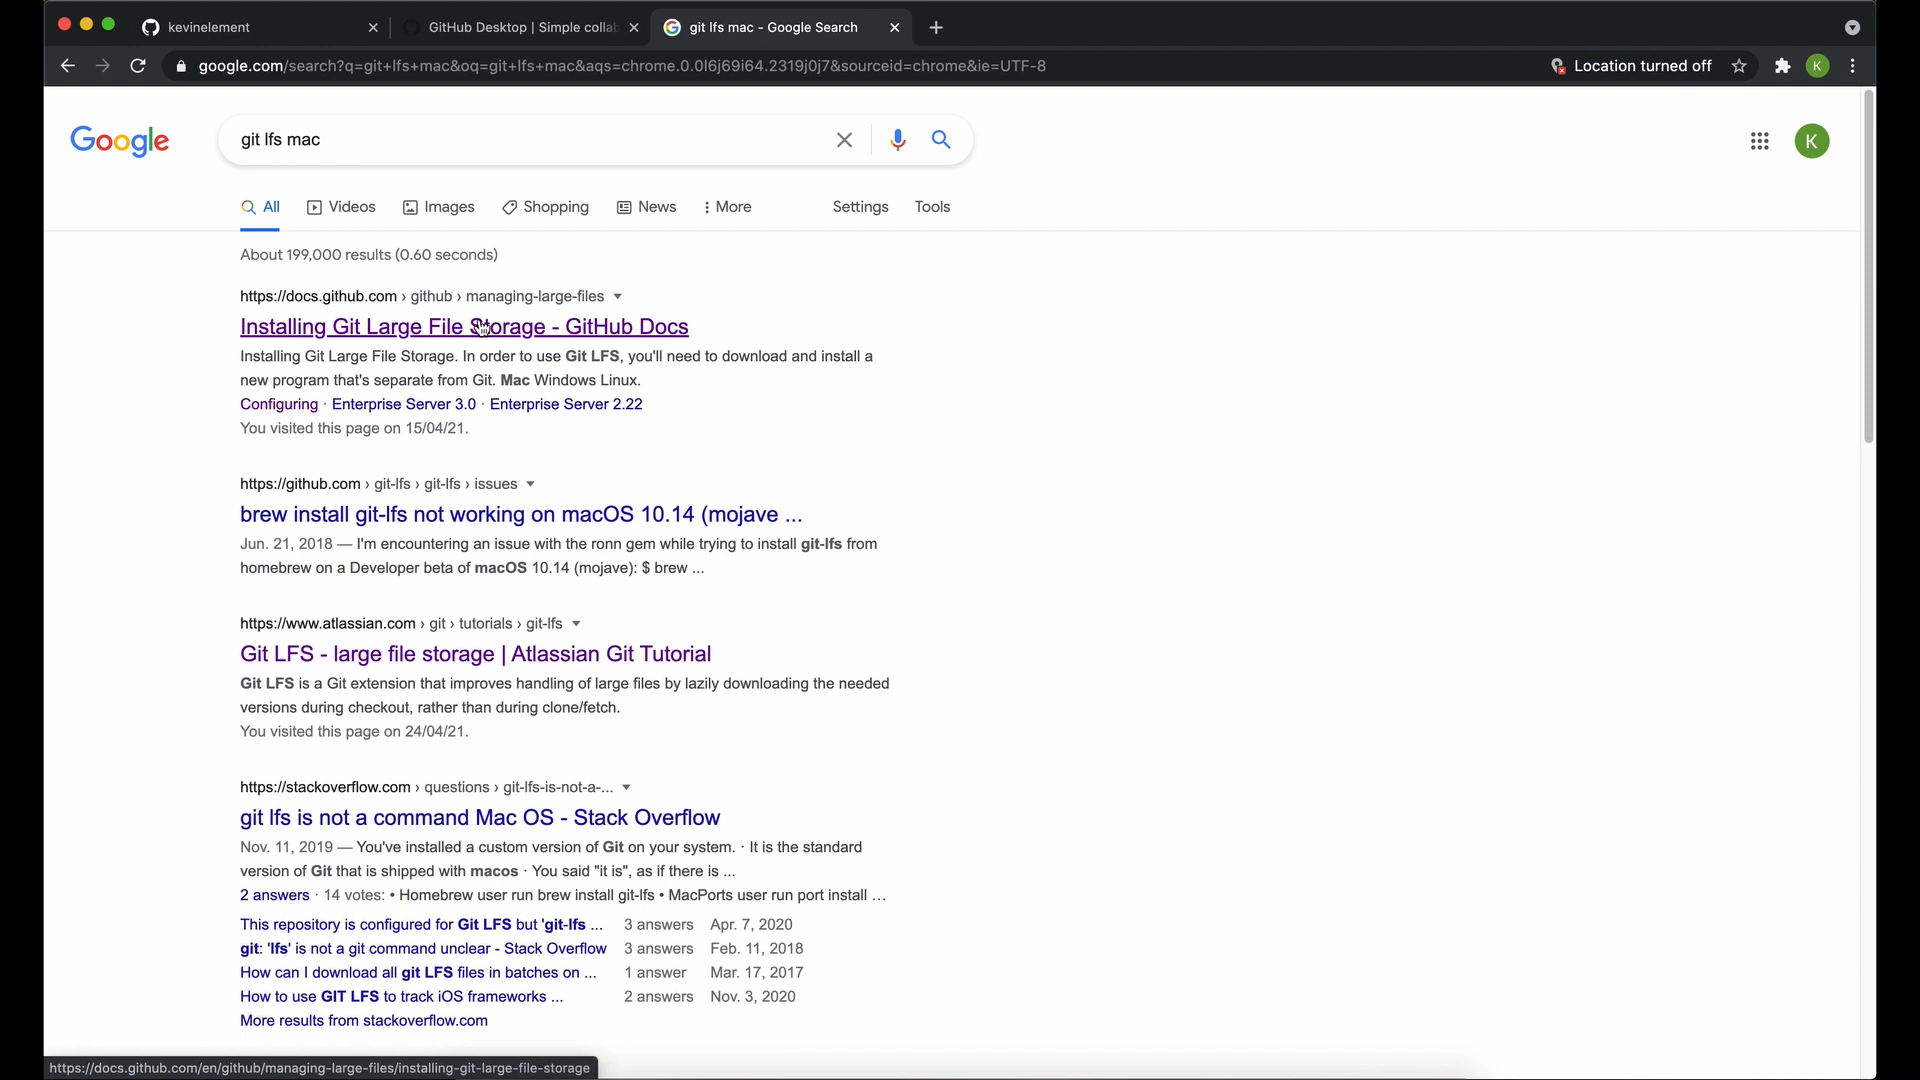 kevinelement
GitHub Desktop | Simple collab
git lfs mac - Google Search
google.com/search?q=git+lfs+mac&oq=git+lfs+mac&aqs=chrome.0.0l6j69i64.2319j0j7&sourceid=chrome&ie=UTF-8
Location turned off
K
Google
git lfs mac
K
All
Videos
Images
Shopping
News
More
Settings
Tools
About 199,000 results (0.60 seconds)
https://docs.github.com › github › managing-large-files
Installing Git Large File Storage - GitHub Docs
Installing Git Large File Storage. In order to use Git LFS, you'll need to download and install a
new program that's separate from Git. Mac Windows Linux.
Configuring · Enterprise Server 3.0 · Enterprise Server 2.22
You visited this page on 15/04/21.
https://github.com › git-lfs › git-lfs › issues
brew install git-lfs not working on macOS 10.14 (mojave ...
Jun. 21, 2018 — I'm encountering an issue with the ronn gem while trying to install git-lfs from
homebrew on a Developer beta of macOS 10.14 (mojave): $ brew ...
https://www.atlassian.com › git › tutorials › git-lfs
Git LFS - large file storage | Atlassian Git Tutorial
Git LFS is a Git extension that improves handling of large files by lazily downloading the needed
versions during checkout, rather than during clone/fetch.
You visited this page on 24/04/21.
https://stackoverflow.com › questions › git-lfs-is-not-a-...
git lfs is not a command Mac OS - Stack Overflow
Nov. 11, 2019 — You've installed a custom version of Git on your system. · It is the standard
version of Git that is shipped with macos · You said "it is", as if there is ...
2 answers · 14 votes: • Homebrew user run brew install git-lfs • MacPorts user run port install ...
This repository is configured for Git LFS but 'git-lfs ... 3 answers Apr. 7, 2020
git: 'lfs' is not a git command unclear - Stack Overflow 3 answers Feb. 11, 2018
How can I download all git LFS files in batches on ... 1 answer Mar. 17, 2017
How to use GIT LFS to track iOS frameworks ... 2 answers Nov. 3, 2020
More results from stackoverflow.com
https://docs.github.com/en/github/managing-large-files/installing-git-large-file-storage